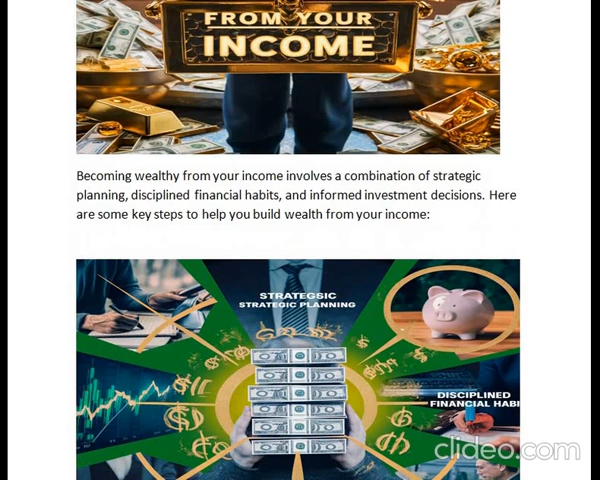 FROM YOUR
INCOME
Becoming wealthy from your income involves a combination of strategic
planning, disciplined financial habits, and informed investment decisions. Here
are some key steps to help you build wealth from your income:
STRATEGSIC
STRATEGIC PLANNING
DISCIPLINED
FINANCIAL HABI
clideo.com